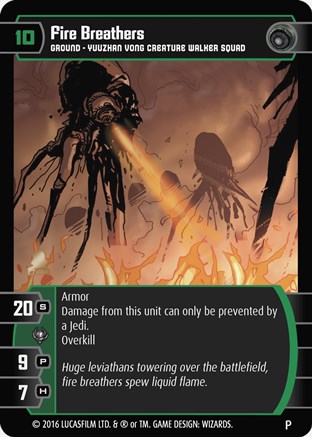 10 Fire Breathers
GROUND - YUUZHAN VONG CREATURE WALKER SQUAD
20 S
Armor
Damage from this unit can only be prevented by
a Jedi.
Overkill
9 P
7 H
Huge leviathans towering over the battlefield,
fire breathers spew liquid flame.
© 2016 LUCASFILM LTD. & ® or TM. GAME DESIGN: WIZARDS. P